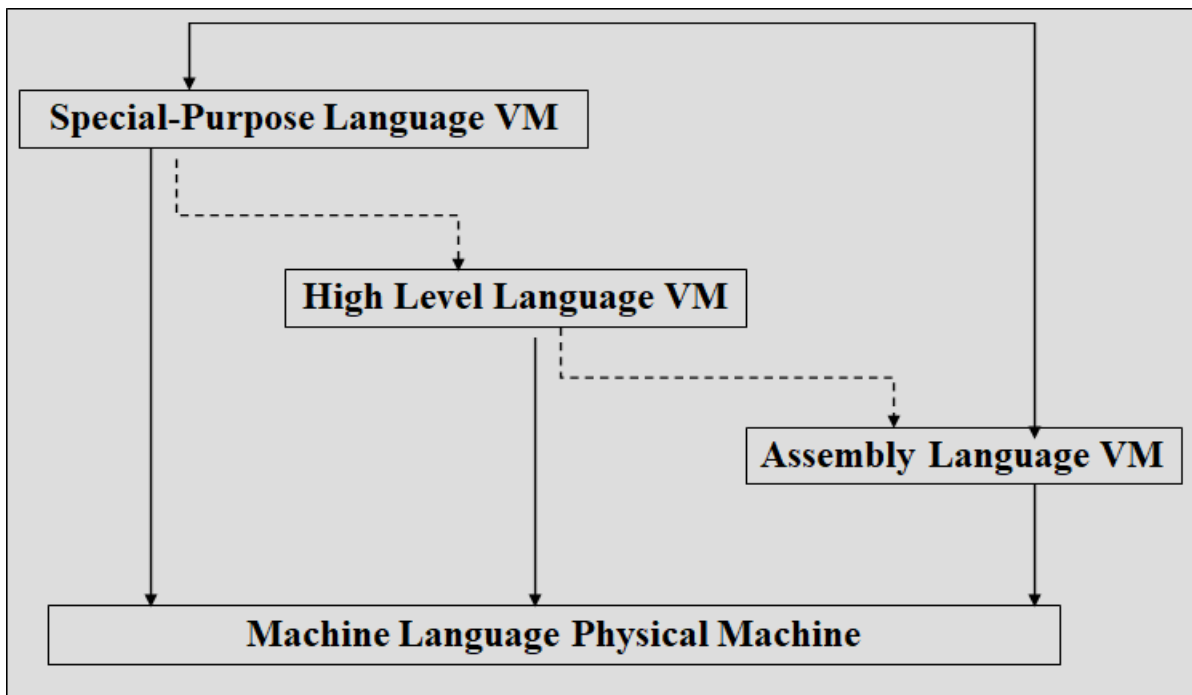 Special-Purpose Language VM
High Level Language VM
Assembly Language VM
Machine Language Physical Machine